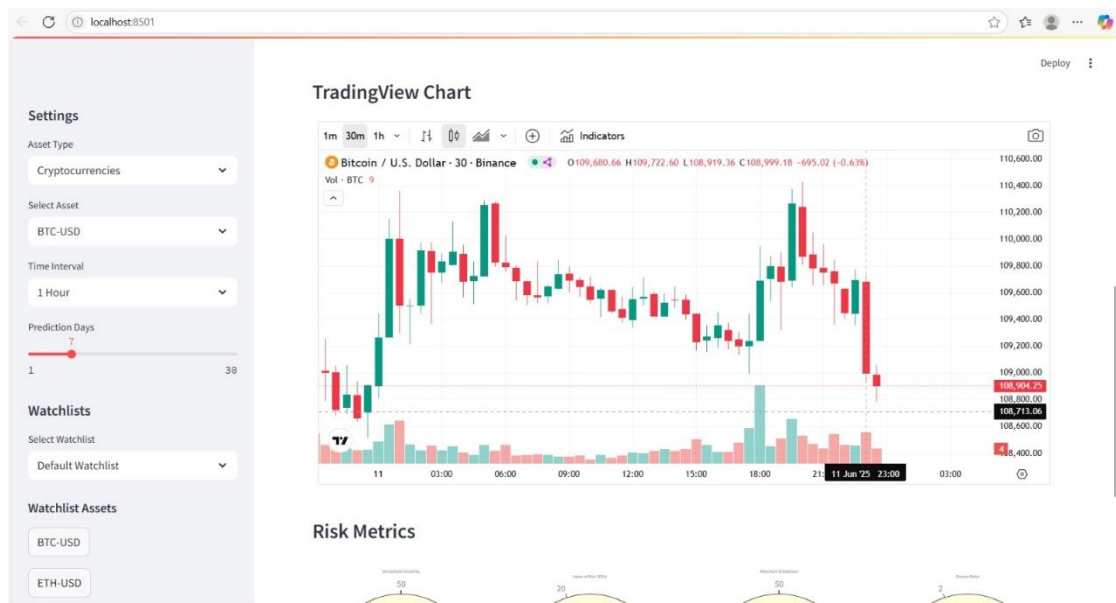 localhost:8501
Deploy
TradingView Chart
Settings
Asset Type
Cryptocurrencies
Select Asset
BTC-USD
Time Interval
1 Hour
Prediction Days
7
1 30
Watchlists
Select Watchlist
Default Watchlist
Watchlist Assets
BTC-USD
ETH-USD
1m 30m 1h Indicators
Bitcoin / U.S. Dollar · 30 · Binance O109,680.66 H109,722.60 L108,919.36 C108,999.18 −695.02 (−0.63%)
Vol · BTC 9
110,600.00
110,400.00
110,200.00
110,000.00
109,800.00
109,600.00
109,400.00
109,200.00
109,000.00
108,904.25
108,800.00
108,713.06
108,600.00
4
8,400.00
11 03:00 06:00 09:00 12:00 15:00 18:00 21: 11 Jun '25 23:00 03:00
Risk Metrics
Maximum Drawdown
50 20 50 2